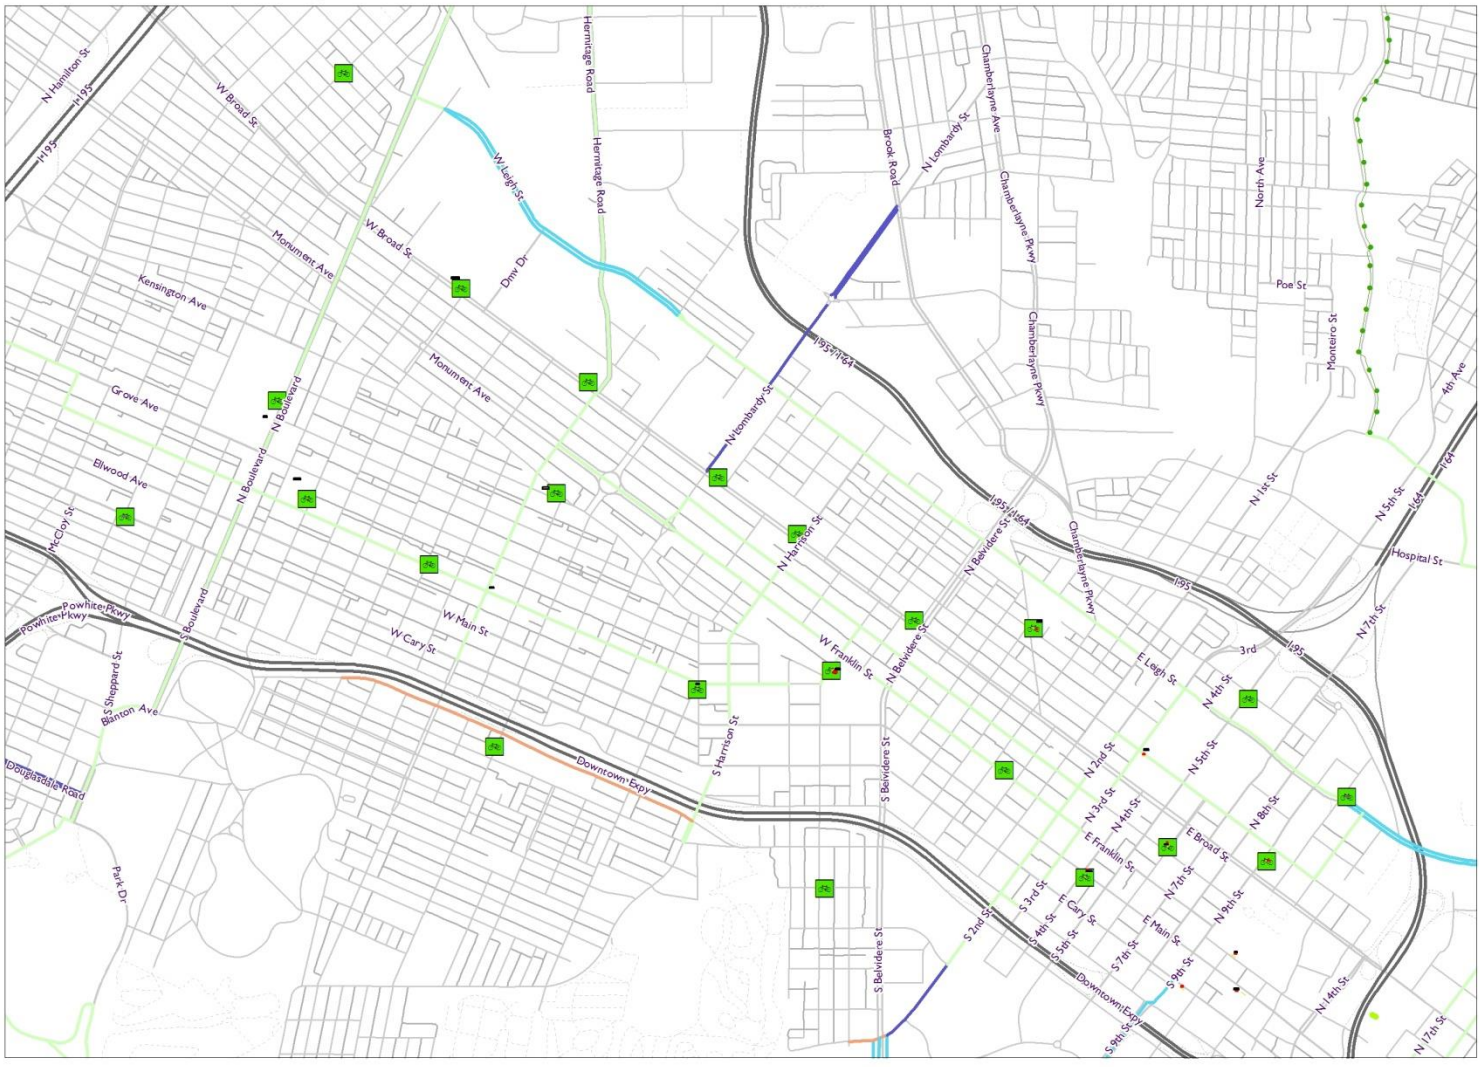 N Hamilton St
I-195
I-195
W Broad St
Hermitage Road
Chamberlayne Ave
N Lombardy St
Brook Road
Hermitage Road
W Leigh St
North Ave
Chamberlayne Pkwy
W Broad St
Monument Ave
Dmv Dr
Kensington Ave
Poe St
Monteiro St
Chamberlayne Pkwy
I-95 / I-64
Monument Ave
4th Ave
Grove Ave
N Boulevard
N Lombardy St
Ellwood Ave
N Boulevard
I-64
I-64
N 1st St
N 5th St
McCloy St
I-95 / I-64
N Harrison St
N Belvidere St
Chamberlayne Pkwy
Hospital St
I-95
Powhite Pkwy
Powhite Pkwy
S Boulevard
W Main St
W Cary St
N 7th St
W Franklin St
N Belvidere St
3rd
I-95
E Leigh St
N 4th St
S Sheppard St
Blanton Ave
S Harrison St
N 2nd St
N 5th St
Douglasdale Road
Downtown Expy
S Belvidere St
N 3rd St
N 4th St
N 8th St
E Franklin St
E Broad St
Park Dr
N 7th St
S 3rd St
E Cary St
N 9th St
S 2nd St
S 4th St
S 5th St
E Main St
S 7th St
S Belvidere St
S 9th St
Downtown Expy
N 14th St
S 9th St
N 17th St